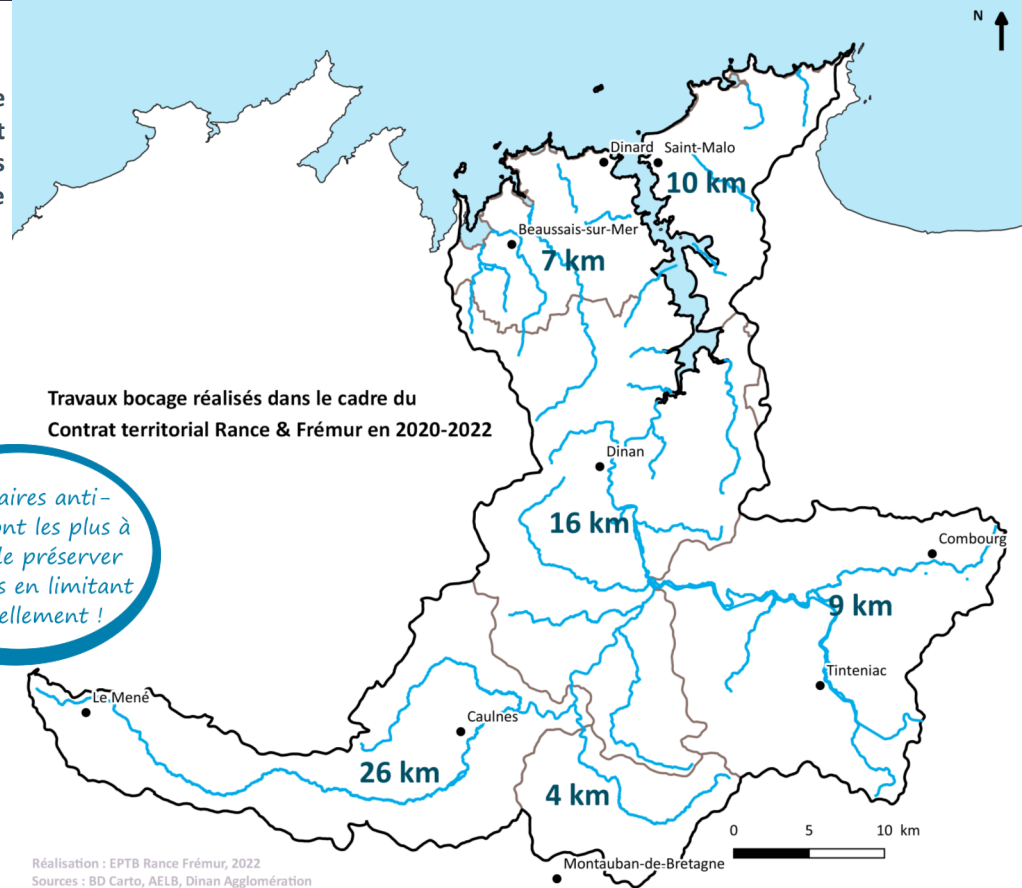 N
e
t
s
e
Dinard Saint-Malo
10 km
Beaussais-sur-Mer
7 km
Travaux bocage réalisés dans le cadre du
Contrat territorial Rance & Frémur en 2020-2022
Dinan
aires anti-
ont les plus à
le préserver
s en limitant
ellement !
16 km
Combourg
9 km
Tinteniac
Le Mené
Caulnes
26 km
4 km
0 5 10 km
Montauban-de-Bretagne
Réalisation : EPTB Rance Frémur, 2022
Sources : BD Carto, AELB, Dinan Agglomération